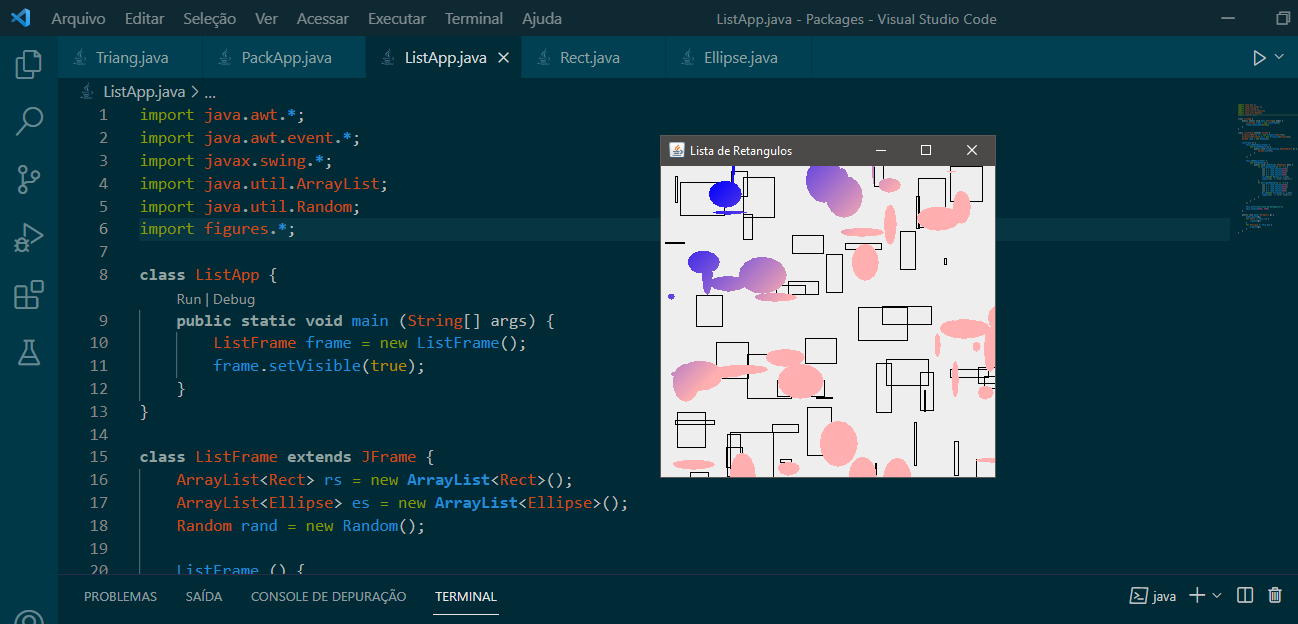 Arquivo Editar Seleção Ver Acessar Executar Terminal Ajuda ListApp.java - Packages - Visual Studio Code
Triang.java PackApp.java ListApp.java Rect.java Ellipse.java
ListApp.java > ...
1 import java.awt.*;
2 import java.awt.event.*;
3 import javax.swing.*;
4 import java.util.ArrayList;
5 import java.util.Random;
6 import figures.*;
7
8 class ListApp {
Run | Debug
9 public static void main (String[] args) {
10 ListFrame frame = new ListFrame();
11 frame.setVisible(true);
12 }
13 }
14
15 class ListFrame extends JFrame {
16 ArrayList<Rect> rs = new ArrayList<Rect>();
17 ArrayList<Ellipse> es = new ArrayList<Ellipse>();
18 Random rand = new Random();
19
20 ListFrame () {
Lista de Retangulos
PROBLEMAS SAÍDA CONSOLE DE DEPURAÇÃO TERMINAL java